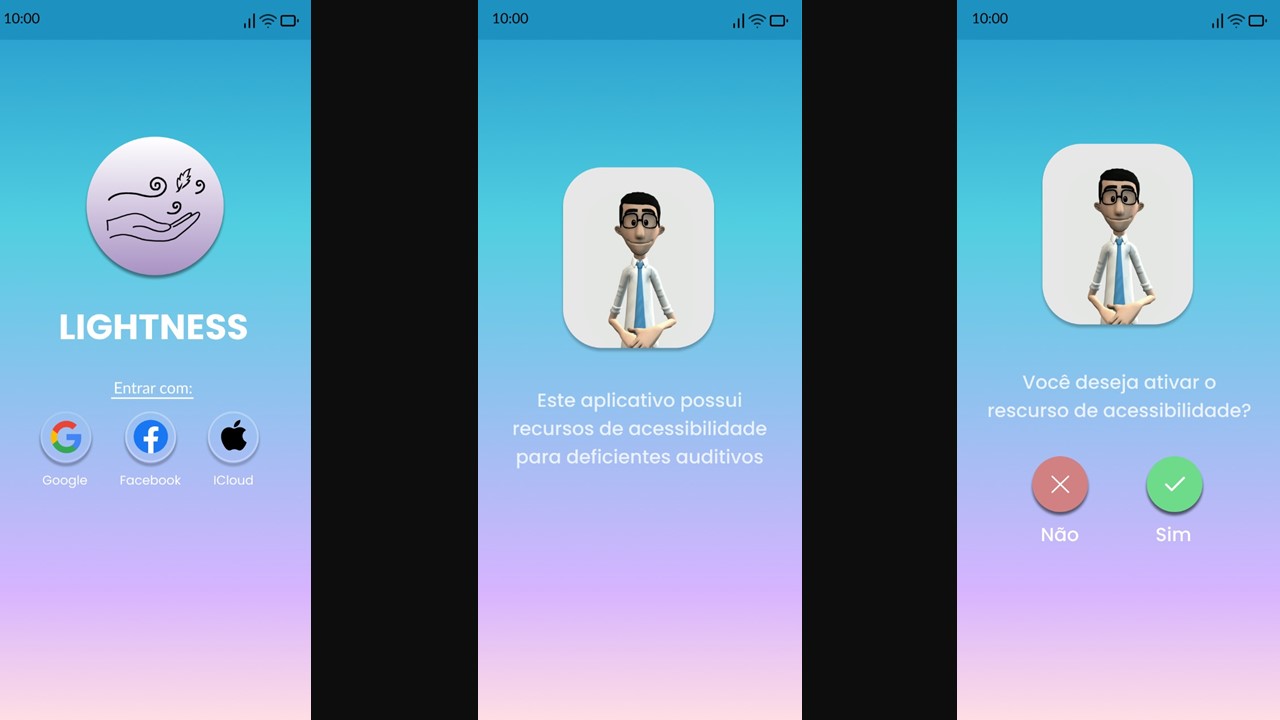 10:00
LIGHTNESS
Entrar com:
Google
Facebook
ICloud
10:00
Este aplicativo possui
recursos de acessibilidade
para deficientes auditivos
10:00
Você deseja ativar o
rescurso de acessibilidade?
Não
Sim